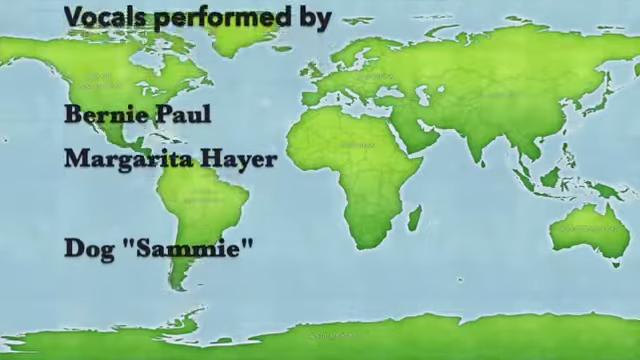 Vocals performed by
Bernie Paul
Margarita Hayer
Dog "Sammie"